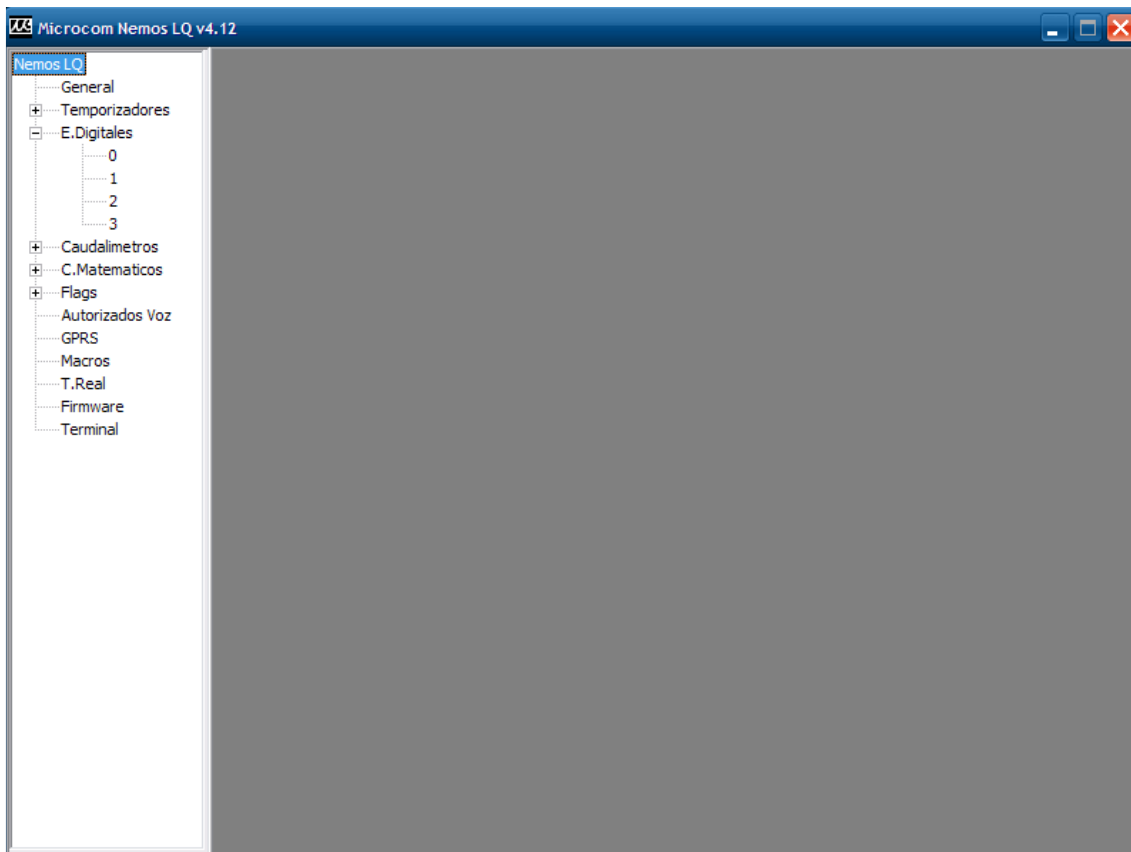 Microcom Nemos LQ v4.12
Nemos LQ
General
Temporizadores
E.Digitales
0
1
2
3
Caudalimetros
C.Matematicos
Flags
Autorizados Voz
GPRS
Macros
T.Real
Firmware
Terminal